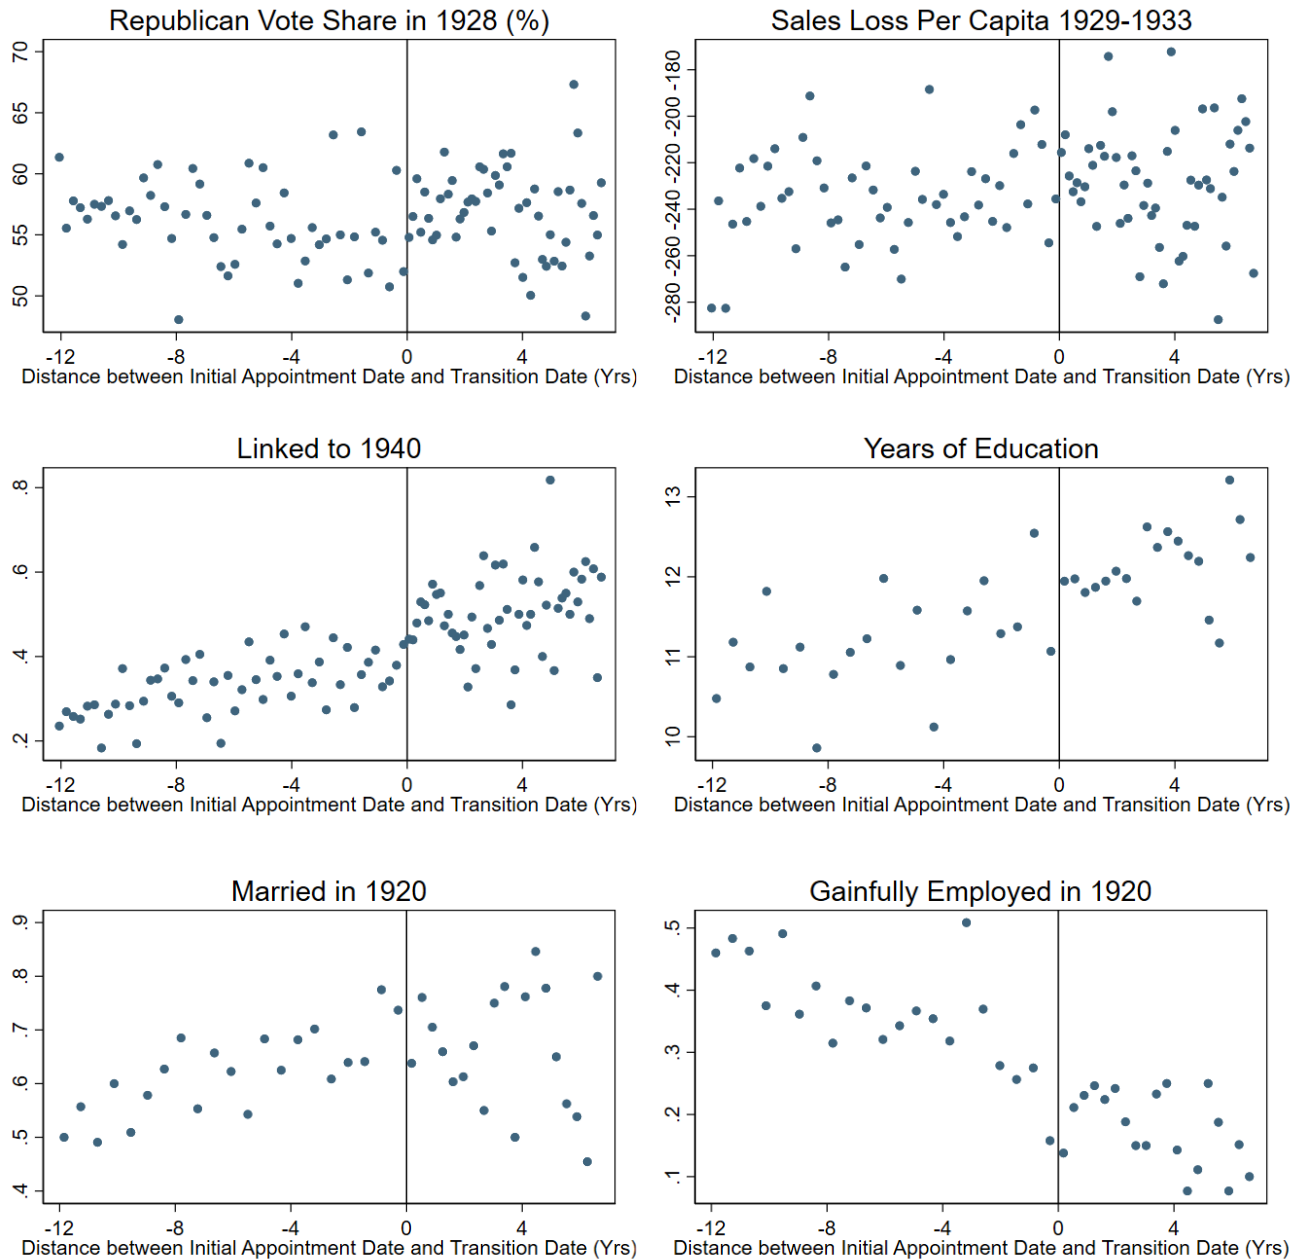 Republican Vote Share in 1928 (%)
70
65
60
55
50
-12 -8 -4 0 4
Distance between Initial Appointment Date and Transition Date (Yrs)
Sales Loss Per Capita 1929-1933
-180
-200
-220
-240
-260
-280
-12 -8 -4 0 4
Distance between Initial Appointment Date and Transition Date (Yrs)
Linked to 1940
.8
.6
.4
.2
-12 -8 -4 0 4
Distance between Initial Appointment Date and Transition Date (Yrs)
Years of Education
13
12
11
10
-12 -8 -4 0 4
Distance between Initial Appointment Date and Transition Date (Yrs)
Married in 1920
.9
.8
.7
.6
.5
.4
-12 -8 -4 0 4
Distance between Initial Appointment Date and Transition Date (Yrs)
Gainfully Employed in 1920
.5
.4
.3
.2
.1
-12 -8 -4 0 4
Distance between Initial Appointment Date and Transition Date (Yrs)